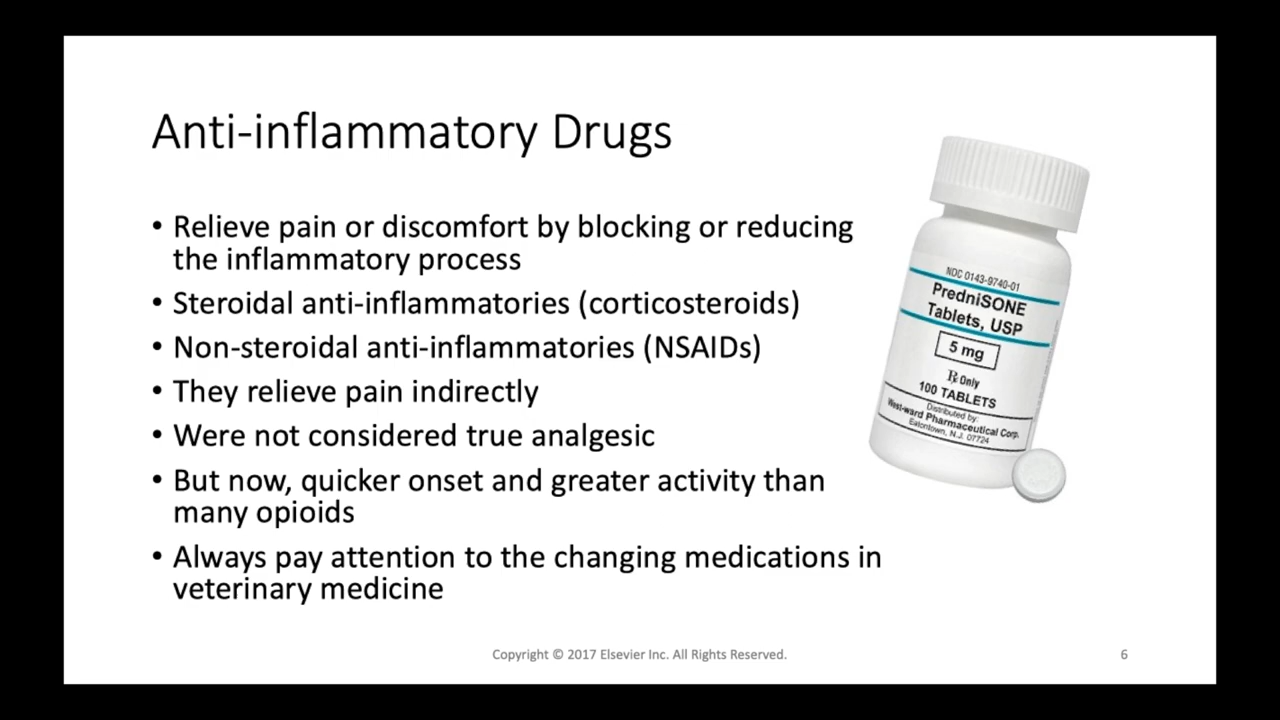 Anti-inflammatory Drugs
• Relieve pain or discomfort by blocking or reducing
the inflammatory process
• Steroidal anti-inflammatories (corticosteroids)
• Non-steroidal anti-inflammatories (NSAIDs)
• They relieve pain indirectly
• Were not considered true analgesic
• But now, quicker onset and greater activity than
many opioids
• Always pay attention to the changing medications in
veterinary medicine
NDC 0143-9740-01
PredniSONE
Tablets, USP
5 mg
Rx Only
100 TABLETS
Distributed by:
West-ward Pharmaceutical Corp.
Eatontown, N.J. 07724
Copyright © 2017 Elsevier Inc. All Rights Reserved.
6